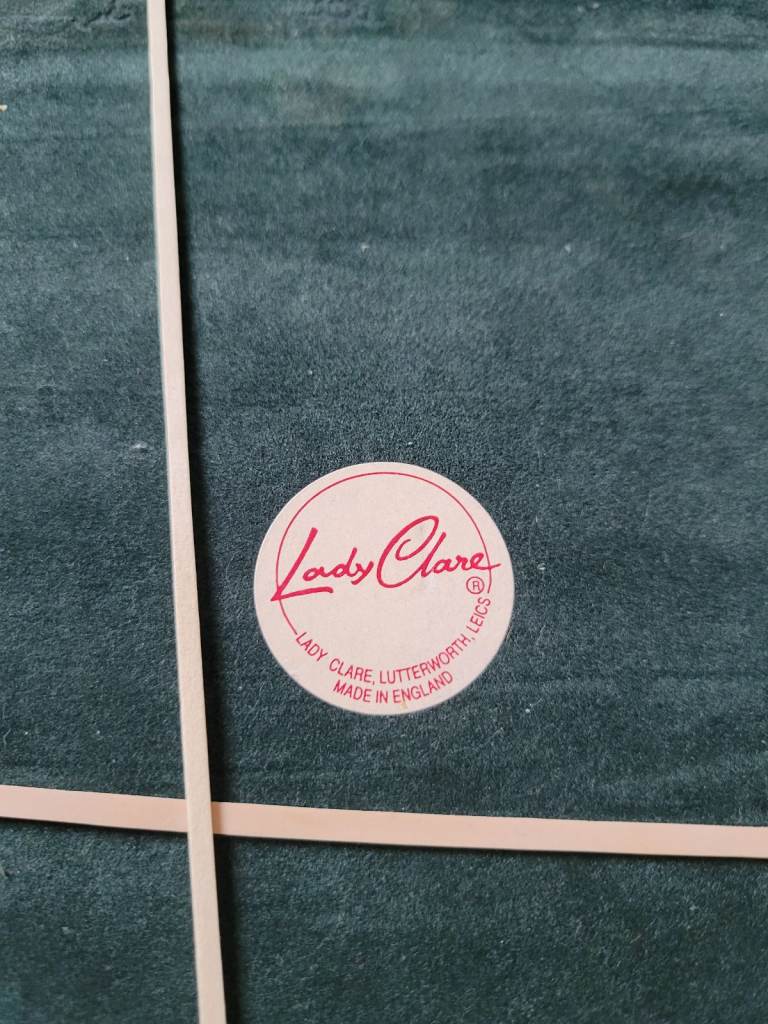 Lady Clare
®
LADY CLARE, LUTTERWORTH, LEICS
MADE IN ENGLAND